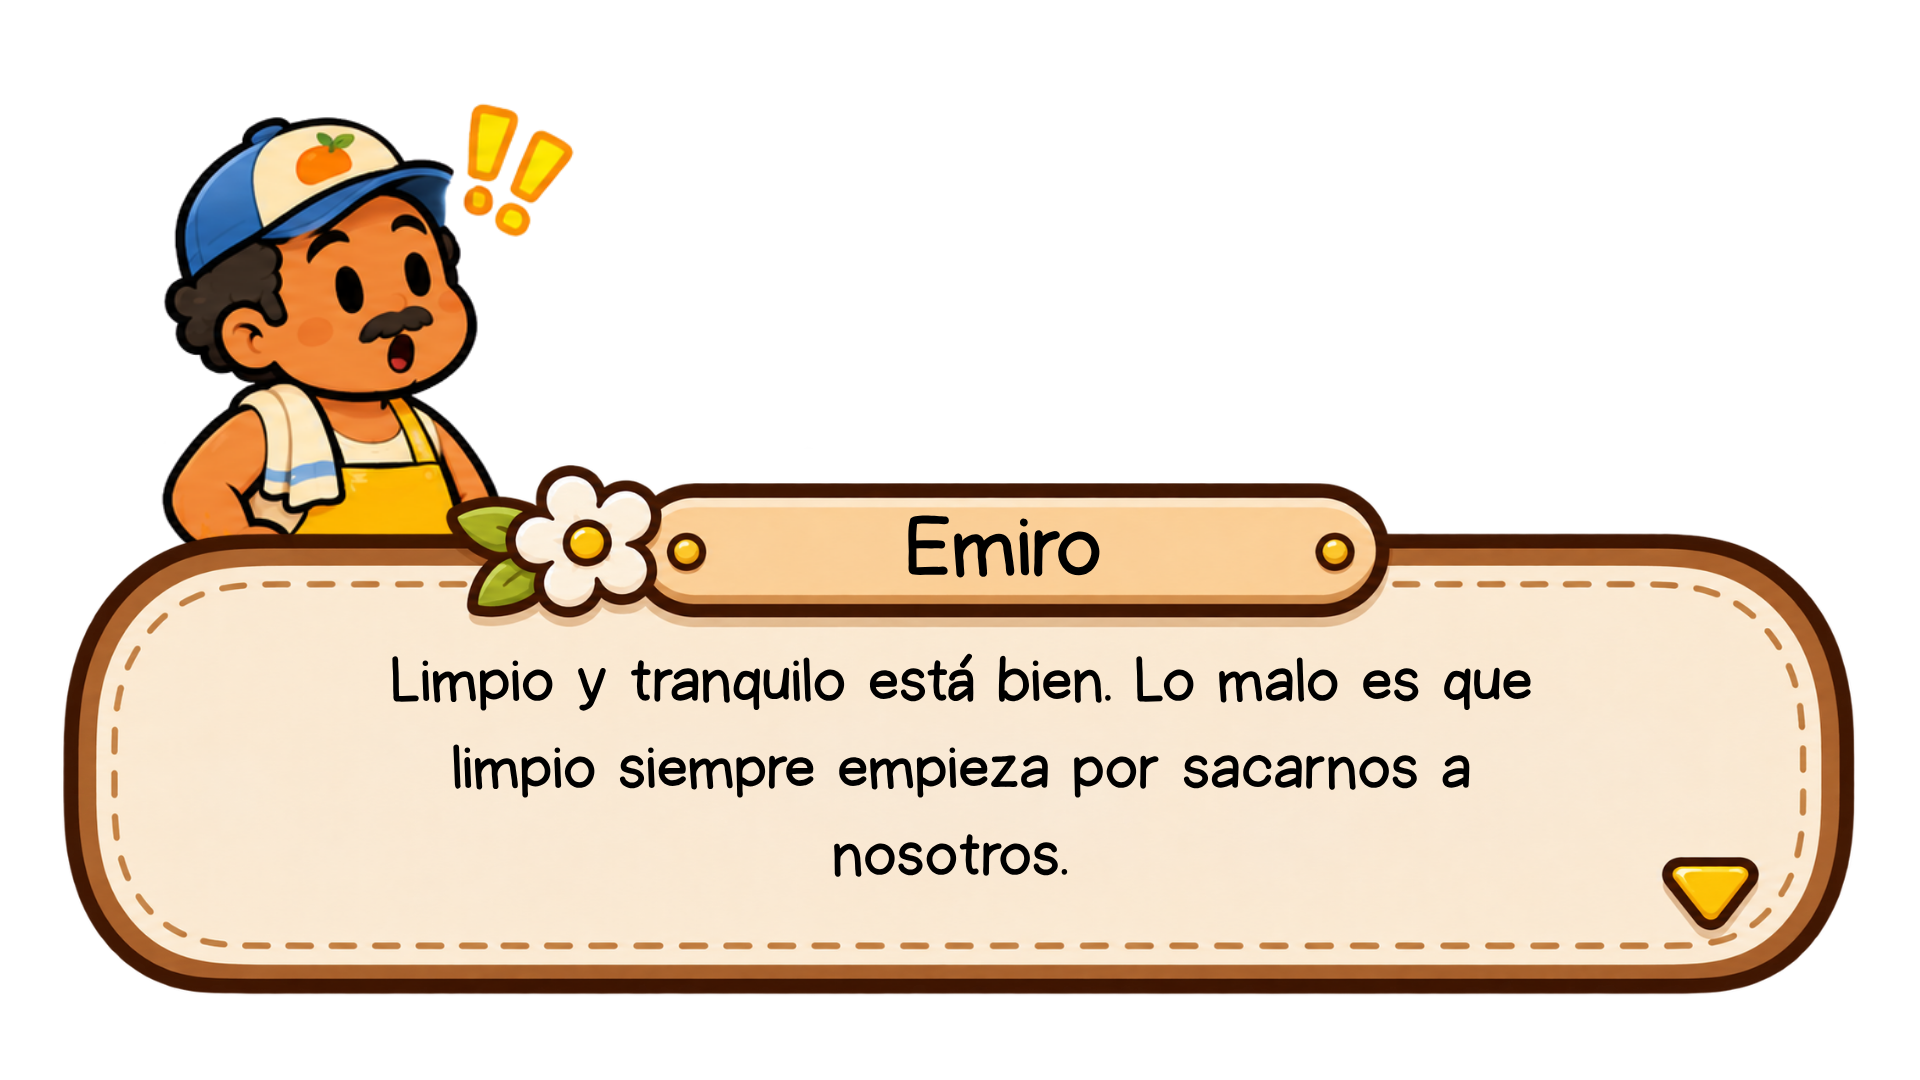 Emiro
Limpio y tranquilo está bien. Lo malo es que
limpio siempre empieza por sacarnos a
nosotros.